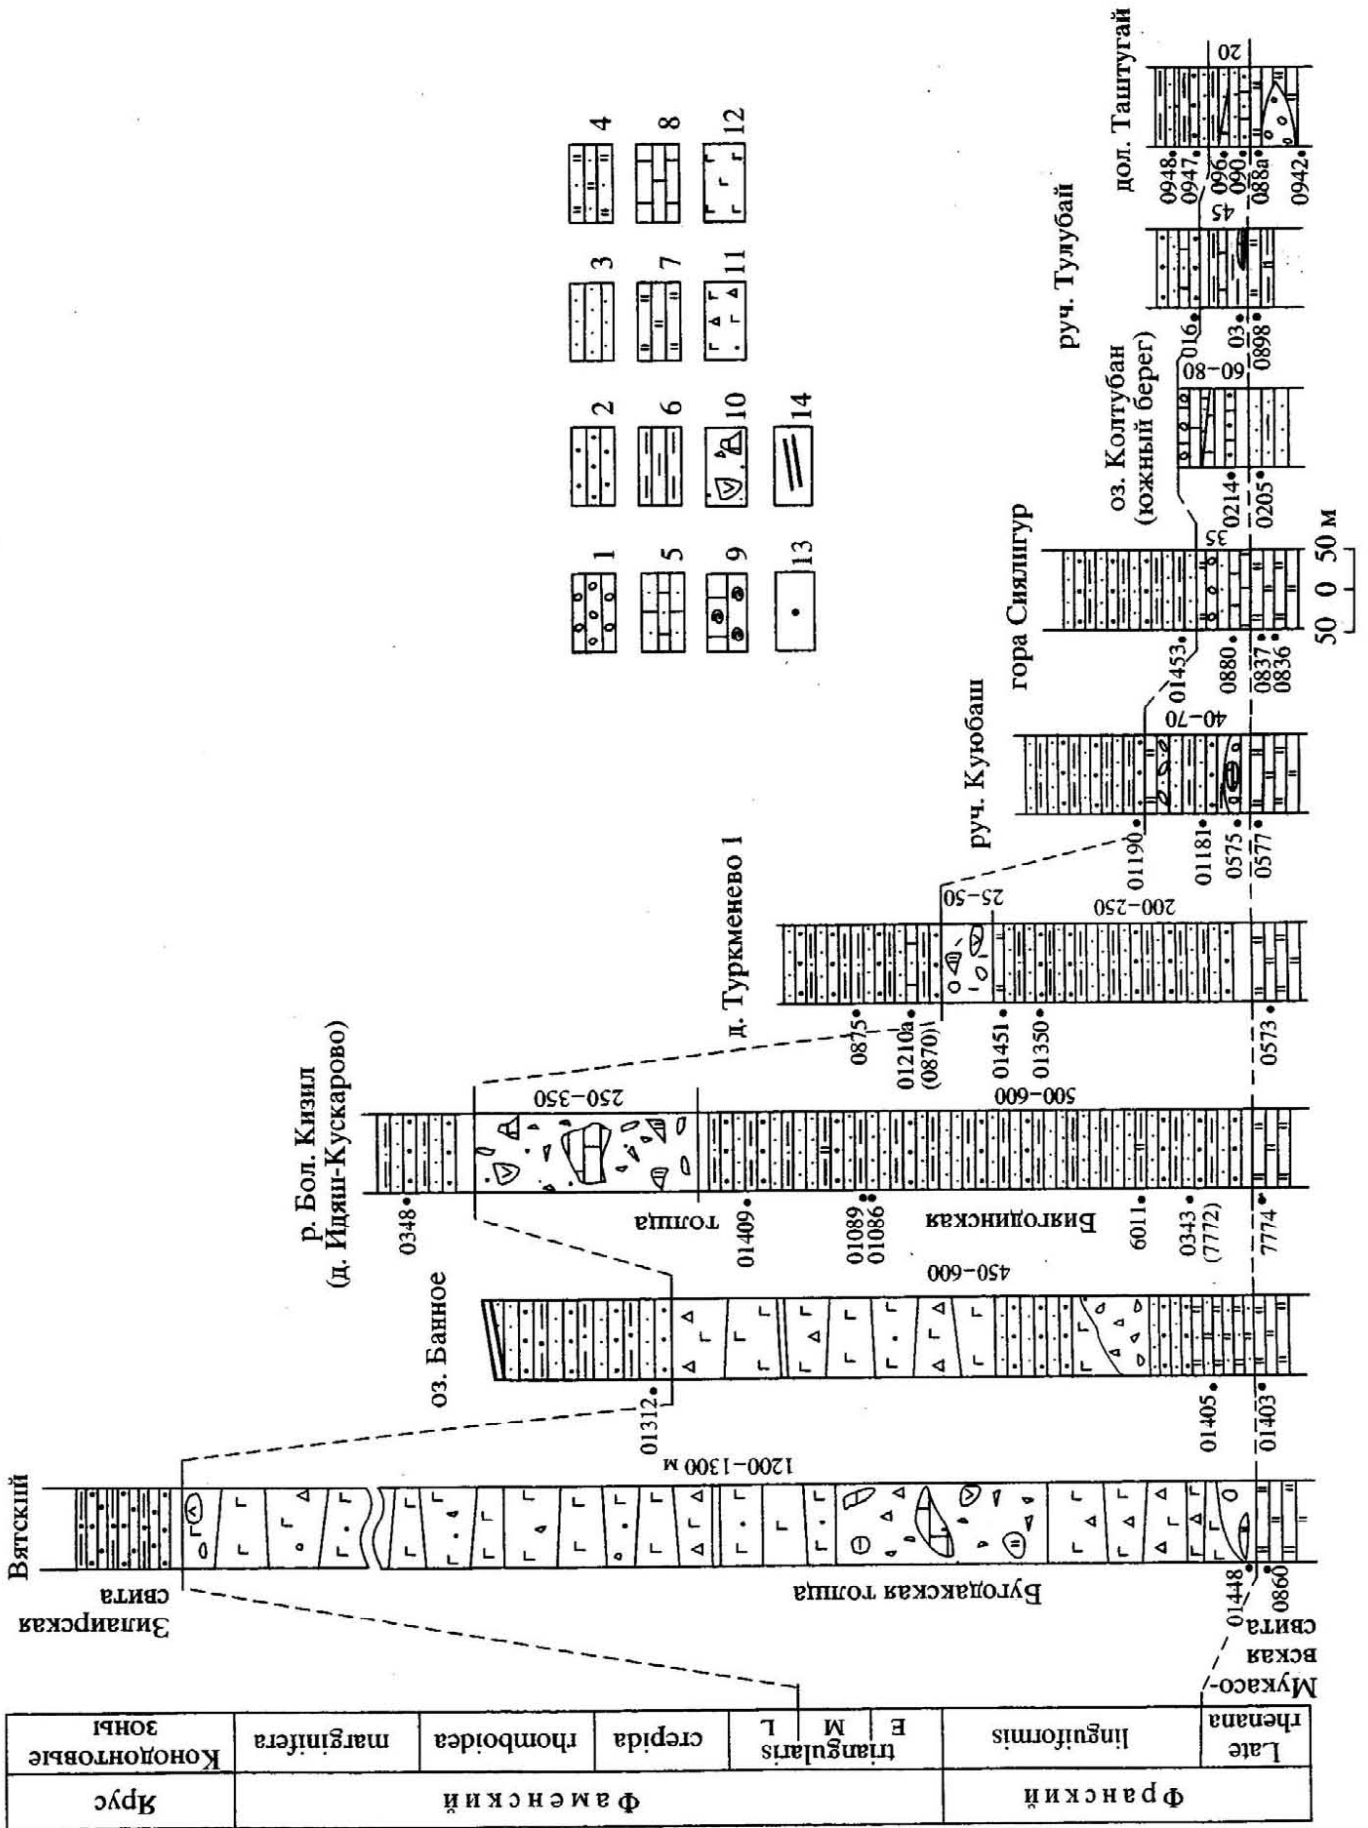 Ярус
Конодонтовые
зоны
Фаменский
Франский
marginifera
rhomboidea
crepida
triangularis
L
M
E
linguiformis
Late
rhenana
Зилаирская
свита
Бугодакская толща
Мукасо-
вская
свита
Вятский
1200–1300 м
01448
0860
оз. Банное
450–600
01312
01405
01403
р. Бол. Кизил
(д. Идяш-Кускарово)
250–350
500–600
Биягодинская
толща
0348
01409
01089
01086
6011
0343
(7772)
7774
д. Туркменево 1
25–50
200–250
0875
01210а
(0870)
01451
01350
0573
руч. Куюбаш
40–70
01190
01181
0575
0577
гора Сиялигур
35
01453
0880
0837
0836
50 0 50 м
оз. Колтубан
(южный берег)
60–80
0214
0205
руч. Тулубай
45
016
03
0898
дол. Таштугай
20
0948
0947
096
090
088а
0942
1
2
3
4
5
6
7
8
9
10
11
12
13
14